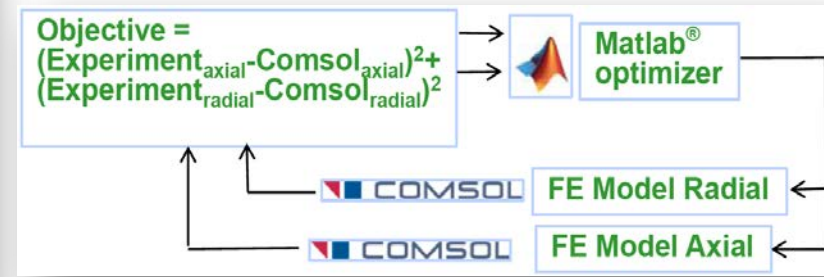 Objective =
(Experimentaxial-Comsolaxial)²+
(Experimentradial-Comsolradial)²
Matlab®
optimizer
COMSOL FE Model Radial
COMSOL FE Model Axial